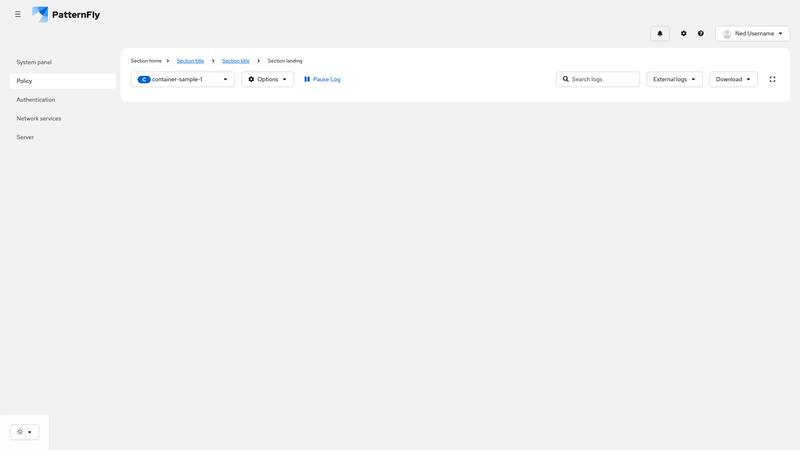 PatternFly
Ned Username
System panel
Policy
Authentication
Network services
Server
Section home Section title Section title Section landing
C container-sample-1 Options Pause Log Search logs External logs Download